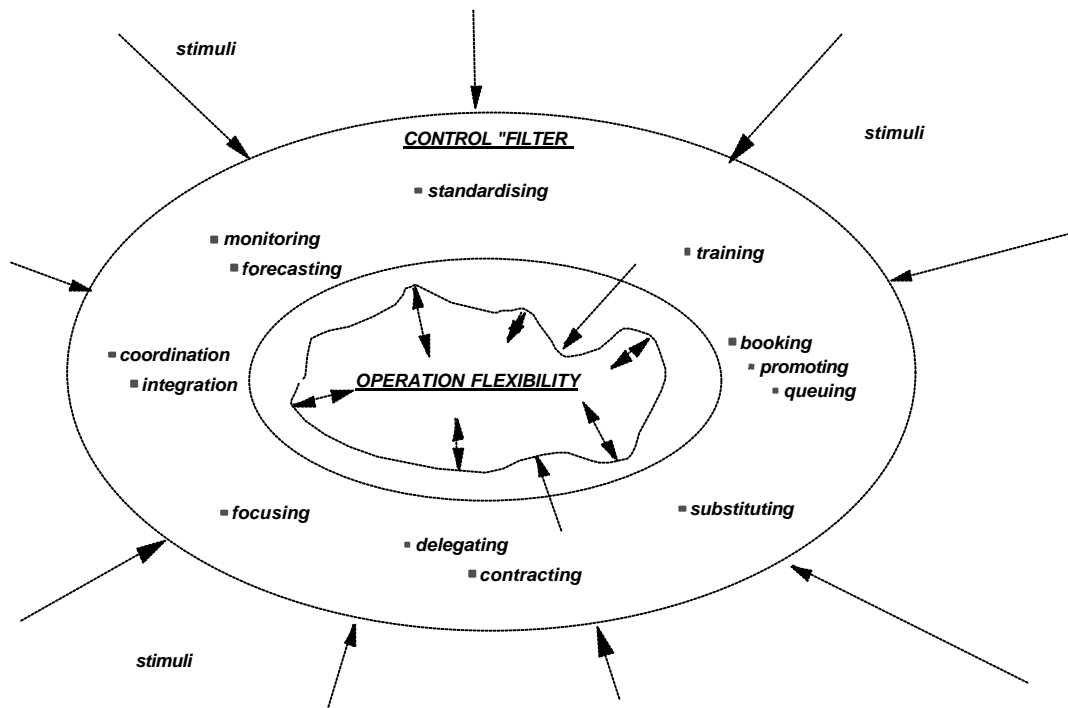 stimuli
stimuli
CONTROL "FILTER
standardising
monitoring
forecasting
training
coordination
integration
booking
promoting
queuing
OPERATION FLEXIBILITY
focusing
substituting
delegating
contracting
stimuli